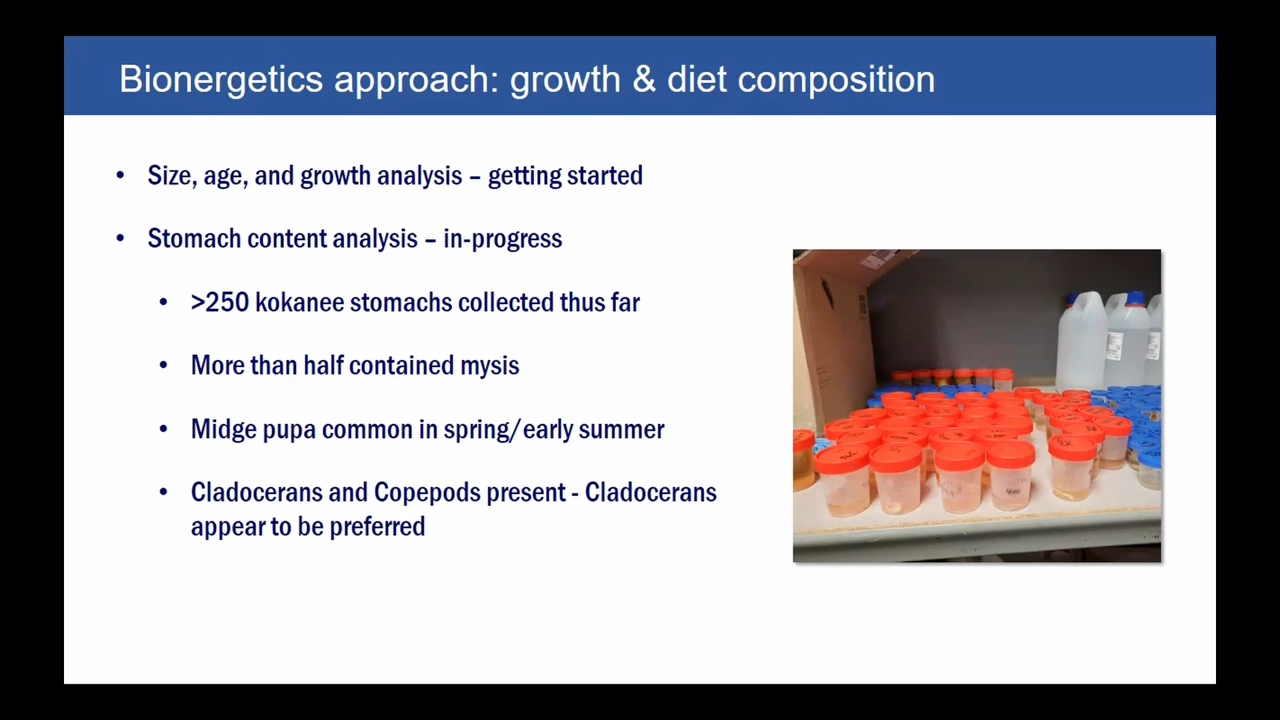 Bionergetics approach: growth & diet composition
• Size, age, and growth analysis – getting started
• Stomach content analysis – in-progress
• >250 kokanee stomachs collected thus far
• More than half contained mysis
• Midge pupa common in spring/early summer
• Cladocerans and Copepods present - Cladocerans
appear to be preferred